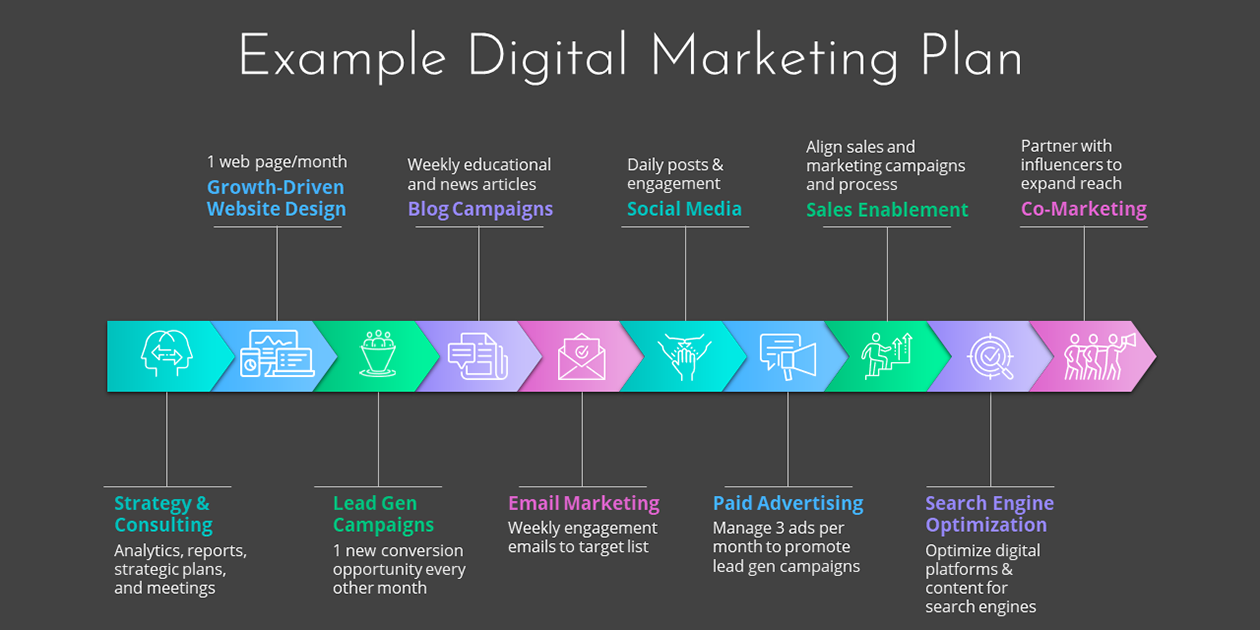 Example Digital Marketing Plan
1 web page/month
Growth-Driven
Website Design
Weekly educational
and news articles
Blog Campaigns
Daily posts &
engagement
Social Media
Align sales and
marketing campaigns
and process
Sales Enablement
Partner with
influencers to
expand reach
Co-Marketing
Strategy &
Consulting
Analytics, reports,
strategic plans,
and meetings
Lead Gen
Campaigns
1 new conversion
opportunity every
other month
Email Marketing
Weekly engagement
emails to target list
Paid Advertising
Manage 3 ads per
month to promote
lead gen campaigns
Search Engine
Optimization
Optimize digital
platforms &
content for
search engines